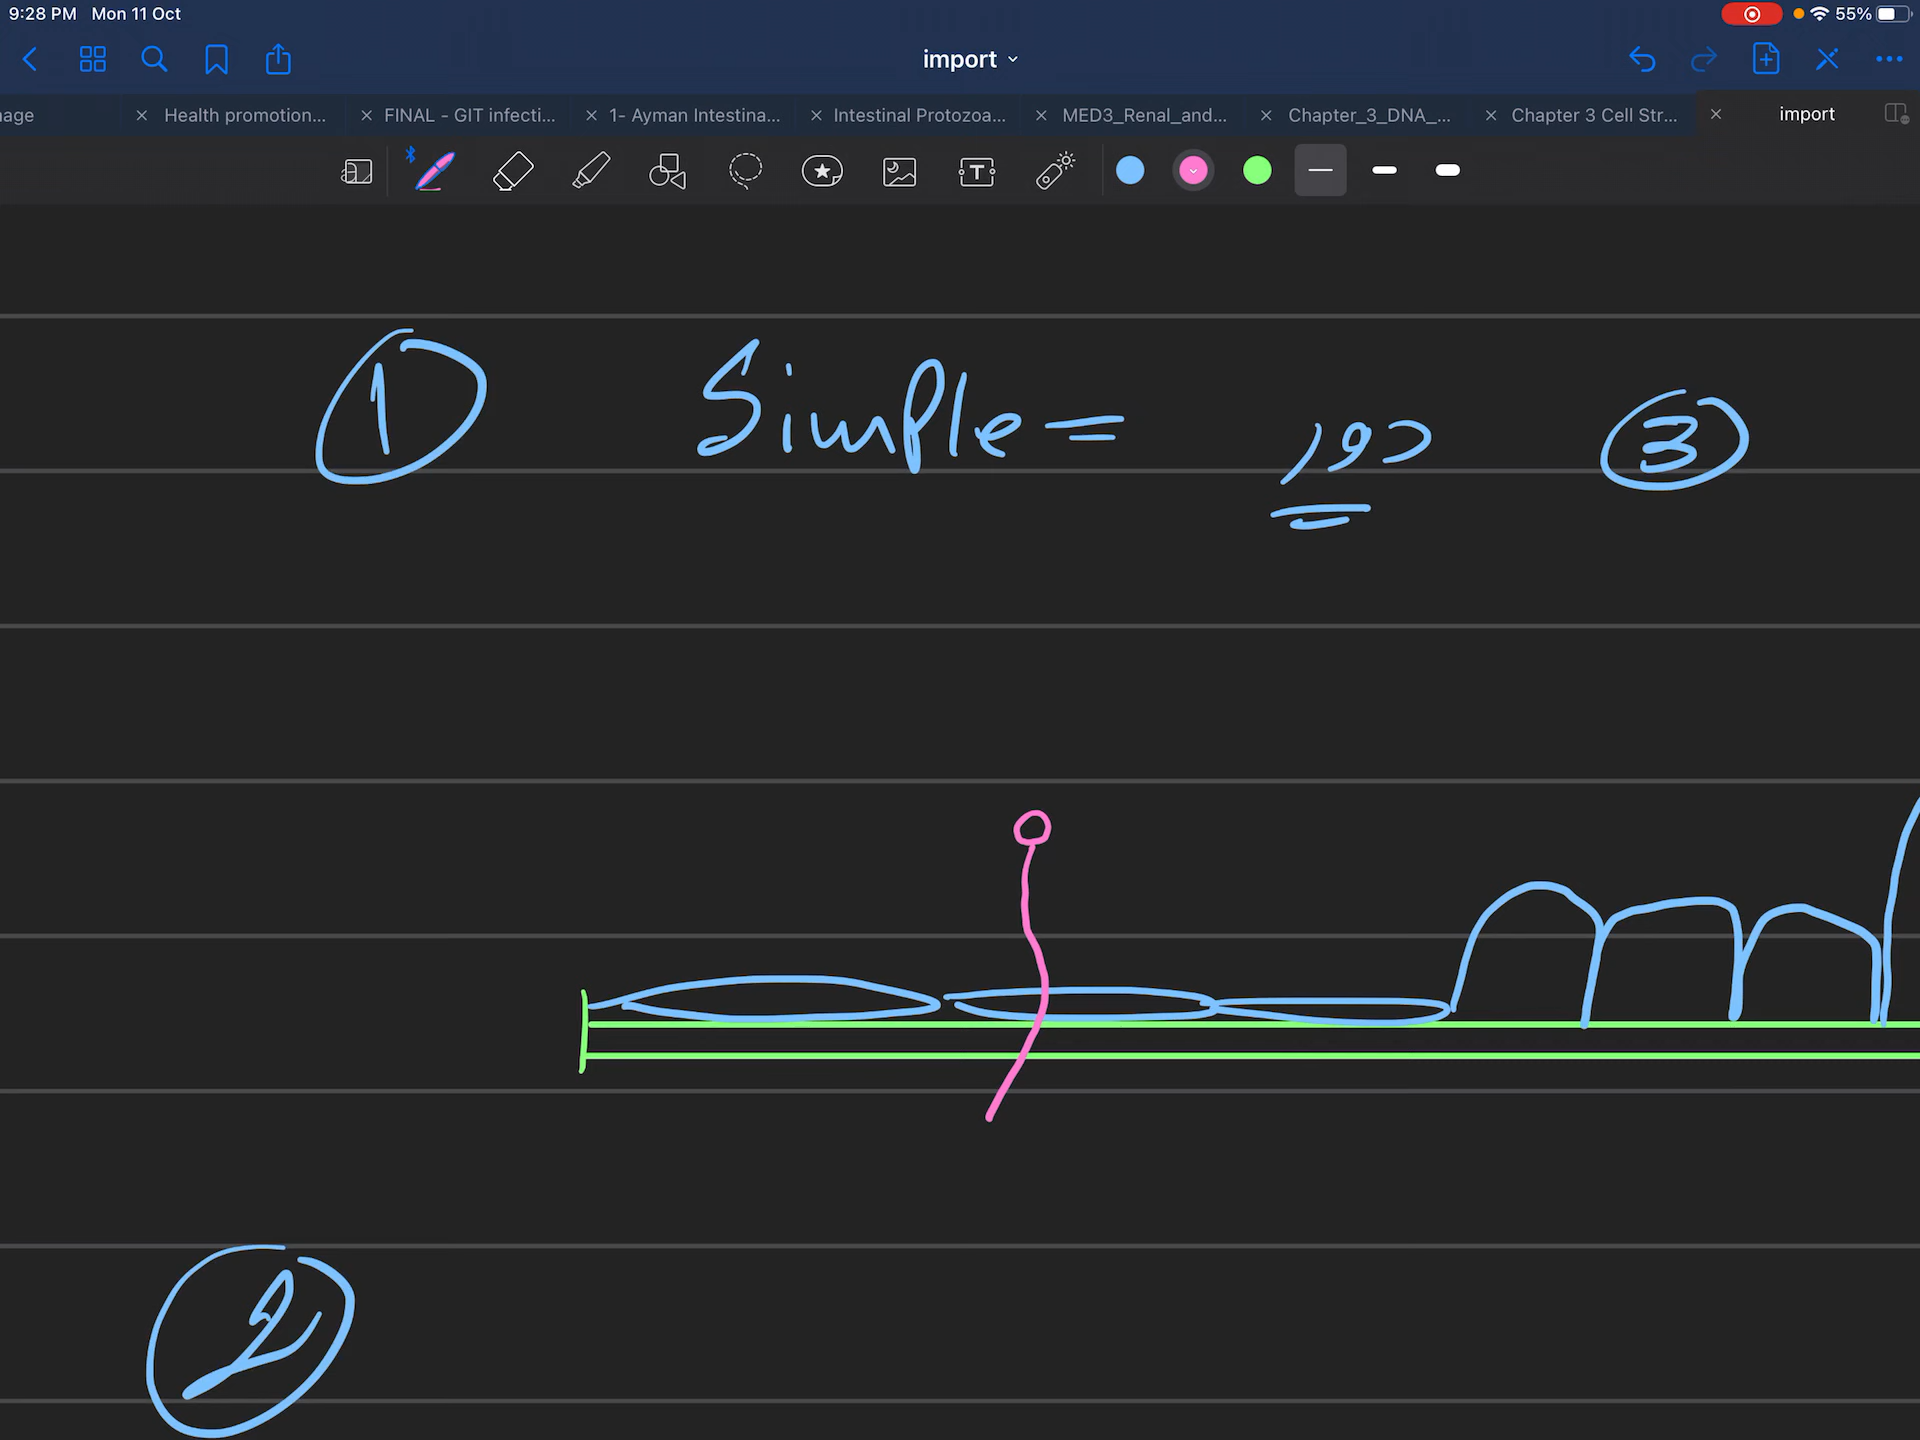 9:28 PM Mon 11 Oct 55%
import
nage Health promotion... FINAL - GIT infecti... 1- Ayman Intestina... Intestinal Protozoa... MED3_Renal_and... Chapter_3_DNA_... Chapter 3 Cell Str... import
1 Simple = 3
2